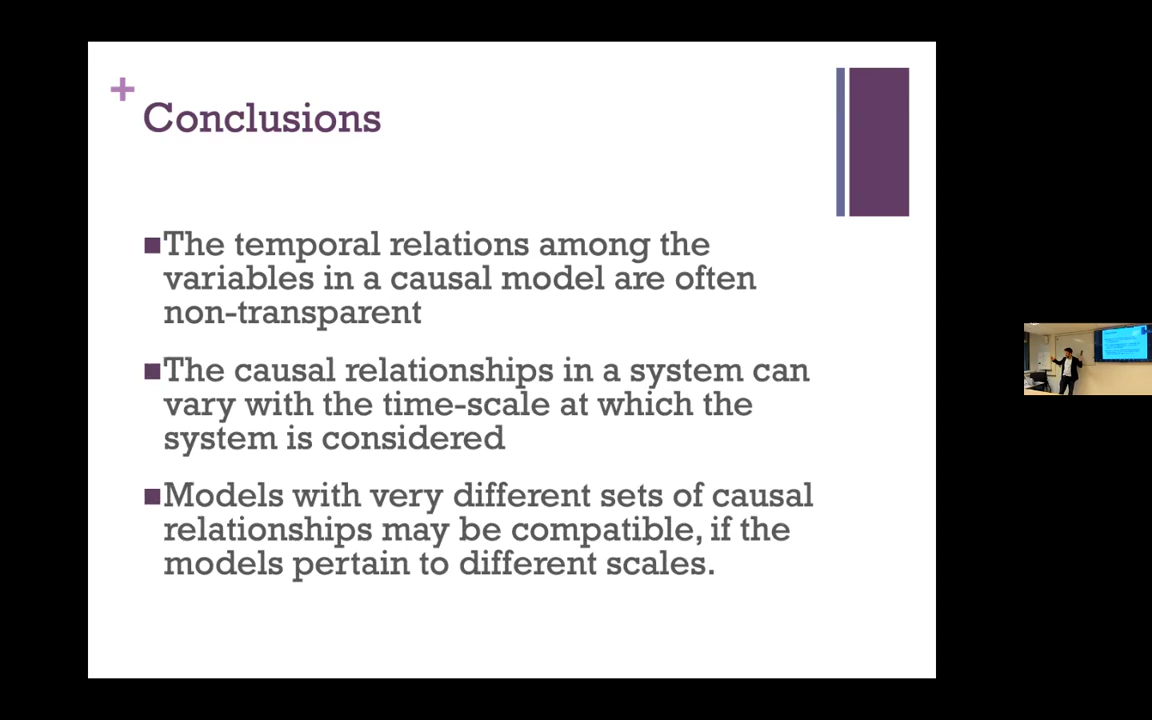 +
Conclusions
■The temporal relations among the
variables in a causal model are often
non-transparent
■The causal relationships in a system can
vary with the time-scale at which the
system is considered
■Models with very different sets of causal
relationships may be compatible, if the
models pertain to different scales.